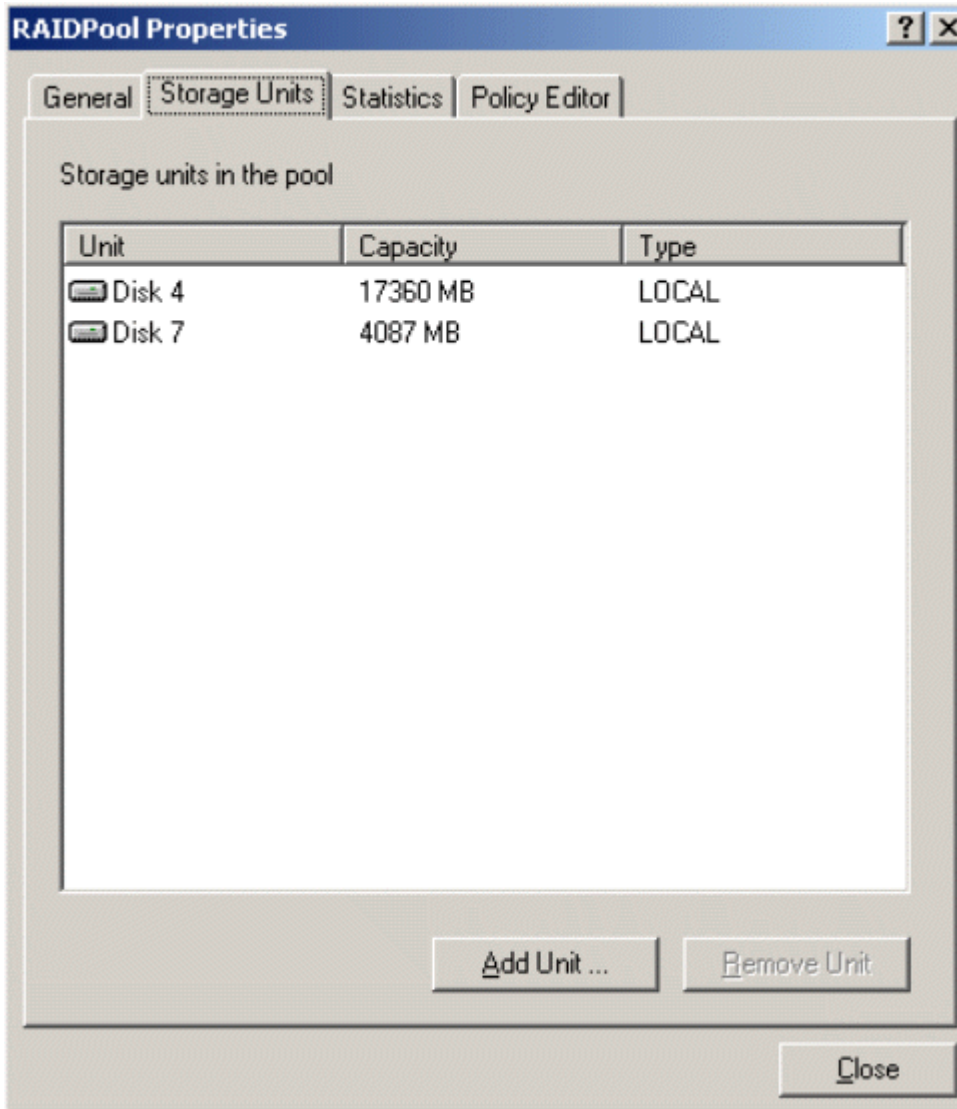 RAIDPool Properties
General Storage Units Statistics Policy Editor
Storage units in the pool
Unit Capacity Type
Disk 4 17360 MB LOCAL
Disk 7 4087 MB LOCAL
Add Unit ... Remove Unit
Close